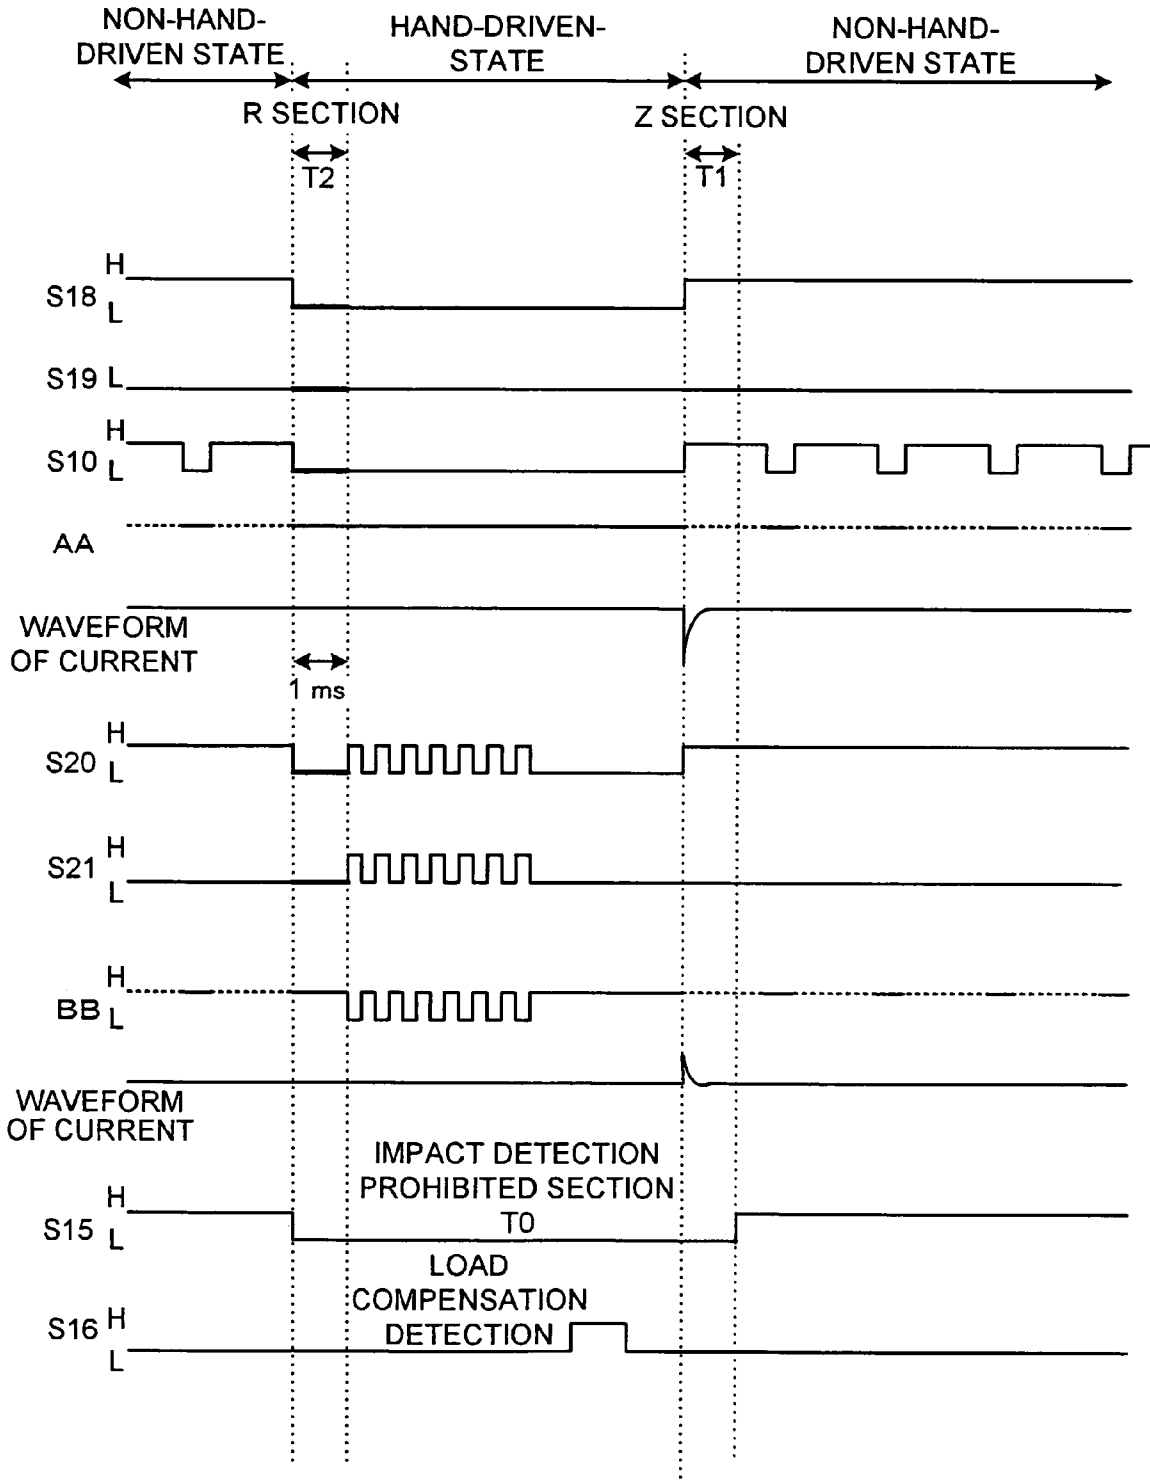 NON-HAND-
DRIVEN STATE
HAND-DRIVEN-
STATE
NON-HAND-
DRIVEN STATE
R SECTION
Z SECTION
T2
T1
H
S18
L
S19 L
H
S10
L
AA
WAVEFORM
OF CURRENT
1 ms
H
S20
L
H
S21
L
H
BB
L
WAVEFORM
OF CURRENT
IMPACT DETECTION
PROHIBITED SECTION
T0
H
S15
L
LOAD
COMPENSATION
DETECTION
S16 H
L